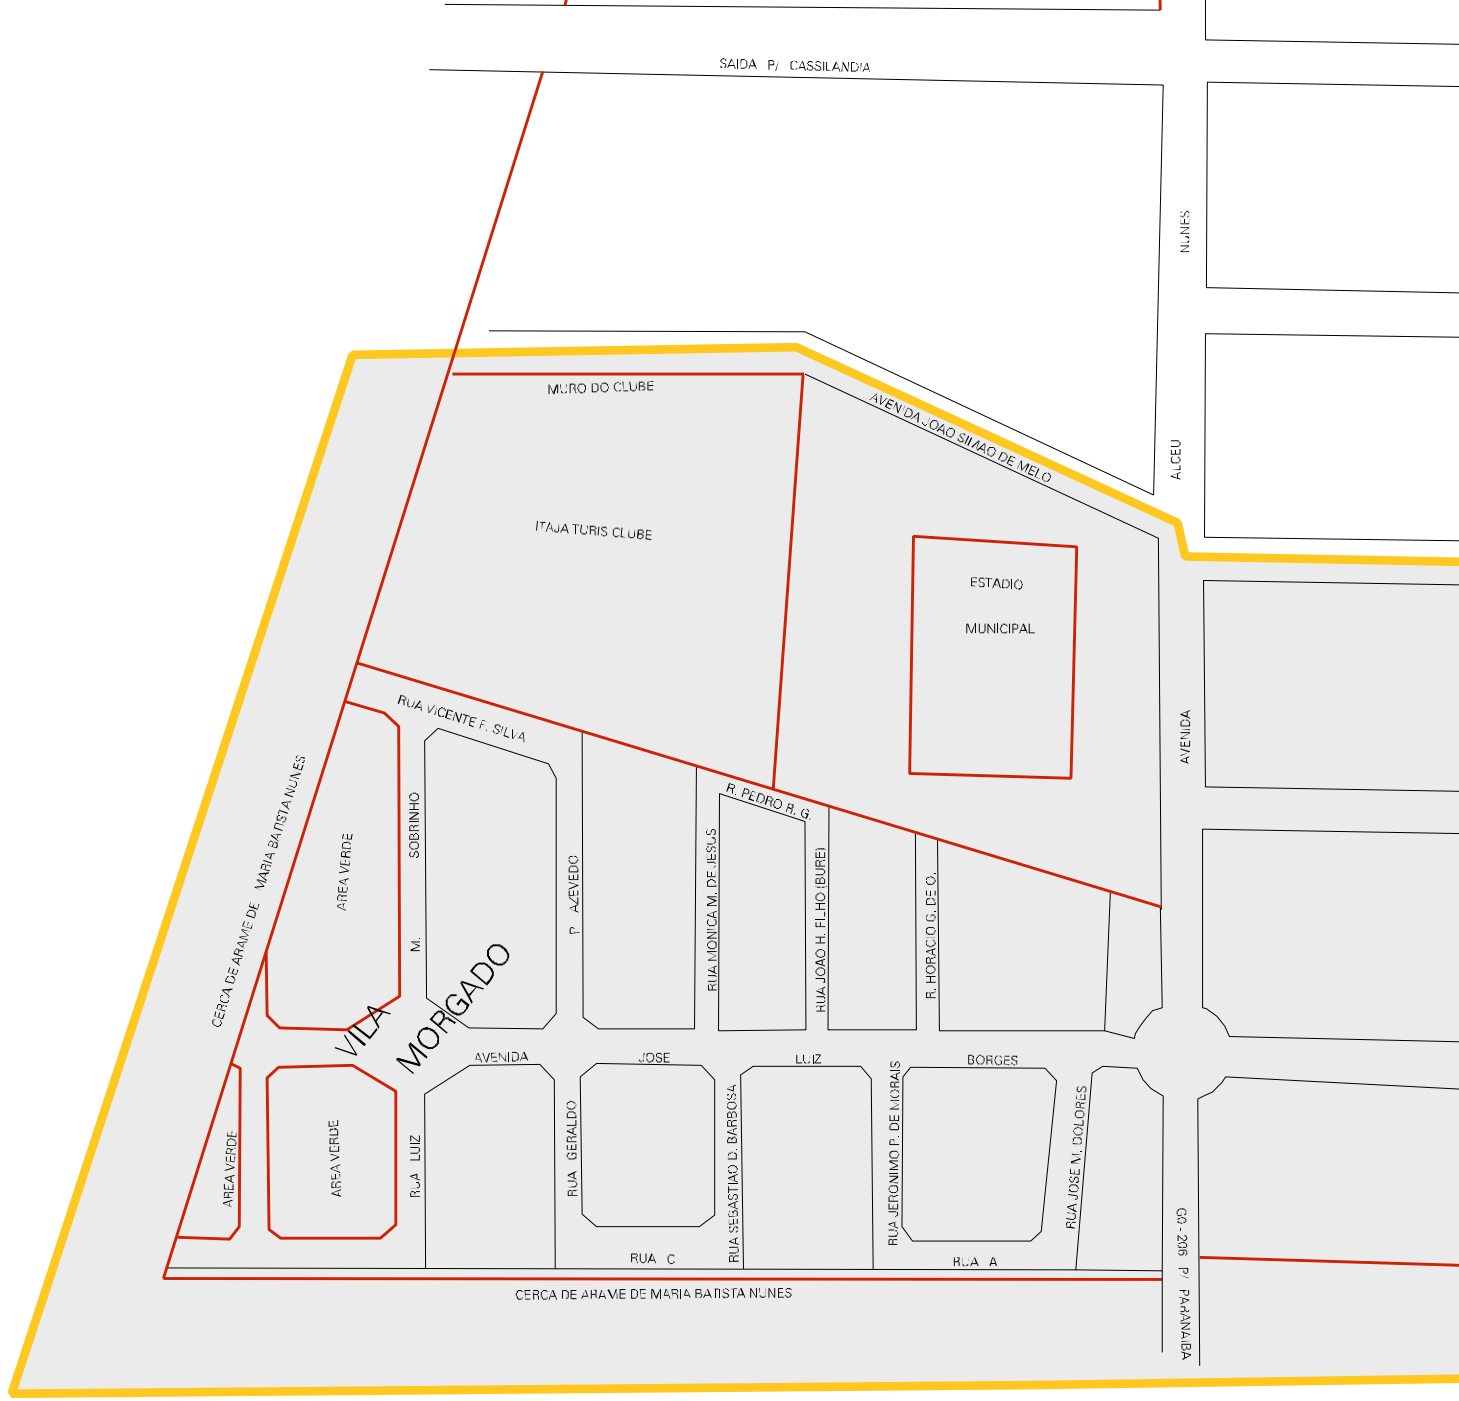 SAIDA P/ CASSILANDIA
NUNES
ALCEU
AVENIDA
MURO DO CLUBE
AVENIDA JOAO SIMAO DE MELO
ITAJA TURIS CLUBE
ESTADIO
MUNICIPAL
RUA VICENTE F. SILVA
R. PEDRO R. G.
CERCA DE ARAME DE MARIA BATISTA NUNES
AREA VERDE
SOBRINHO
M.
P. AZEVEDO
RUA MONICA M. DE JESUS
RUA JOAO H. FILHO (BURE)
R. HORACIO G. DE O.
VILA
MORGADO
AVENIDA JOSE LUIZ BORGES
AREA VERDE
AREA VERDE
RUA LUIZ
RUA GERALDO
RUA SEBASTIAO D. BARBOSA
RUA JERONIMO P. DE MORAIS
RUA JOSE M. DOLORES
RUA C
RUA A
GO - 206 P/ PARANAIBA
CERCA DE ARAME DE MARIA BATISTA NUNES